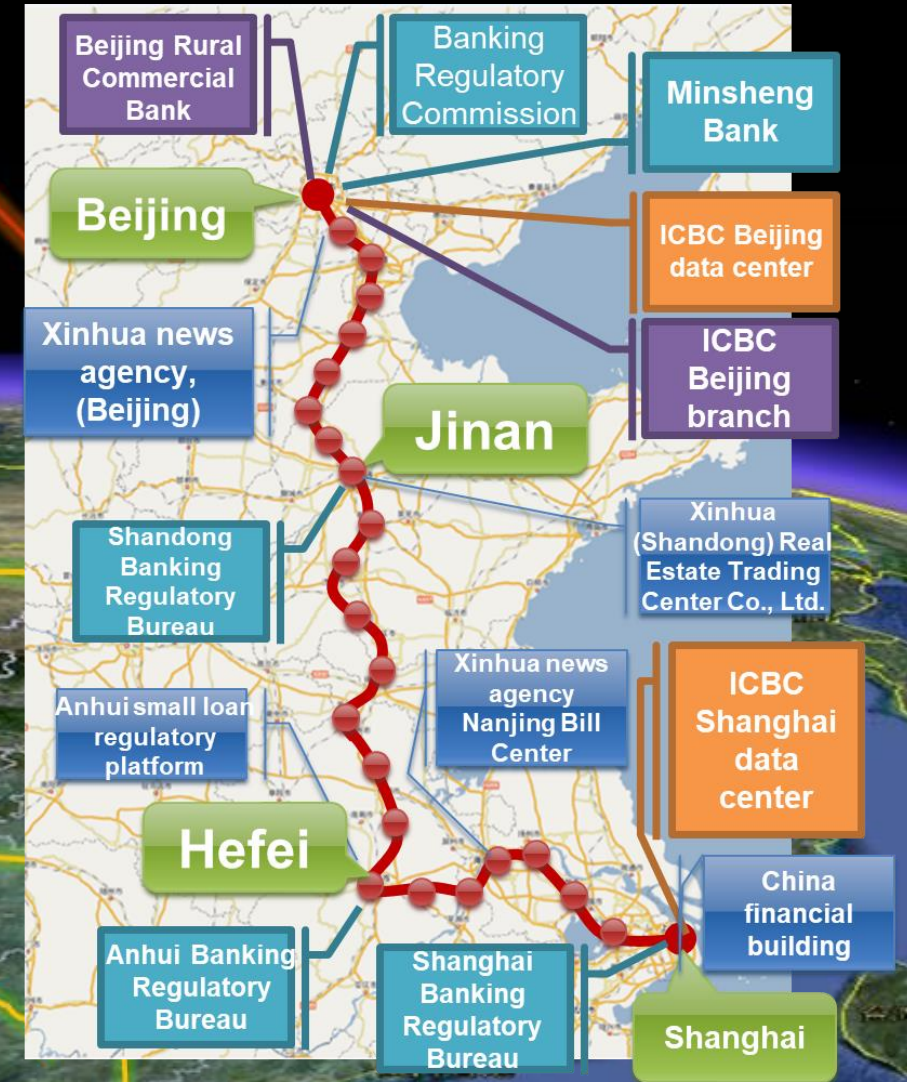 Beijing Rural
Commercial
Bank
Banking
Regulatory
Commission
Minsheng
Bank
Beijing
ICBC Beijing
data center
Xinhua news
agency,
(Beijing)
ICBC
Beijing
branch
Jinan
Shandong
Banking
Regulatory
Bureau
Xinhua
(Shandong) Real
Estate Trading
Center Co., Ltd.
Anhui small loan
regulatory
platform
Xinhua news
agency
Nanjing Bill
Center
ICBC
Shanghai
data
center
Hefei
China
financial
building
Anhui Banking
Regulatory
Bureau
Shanghai
Banking
Regulatory
Bureau
Shanghai